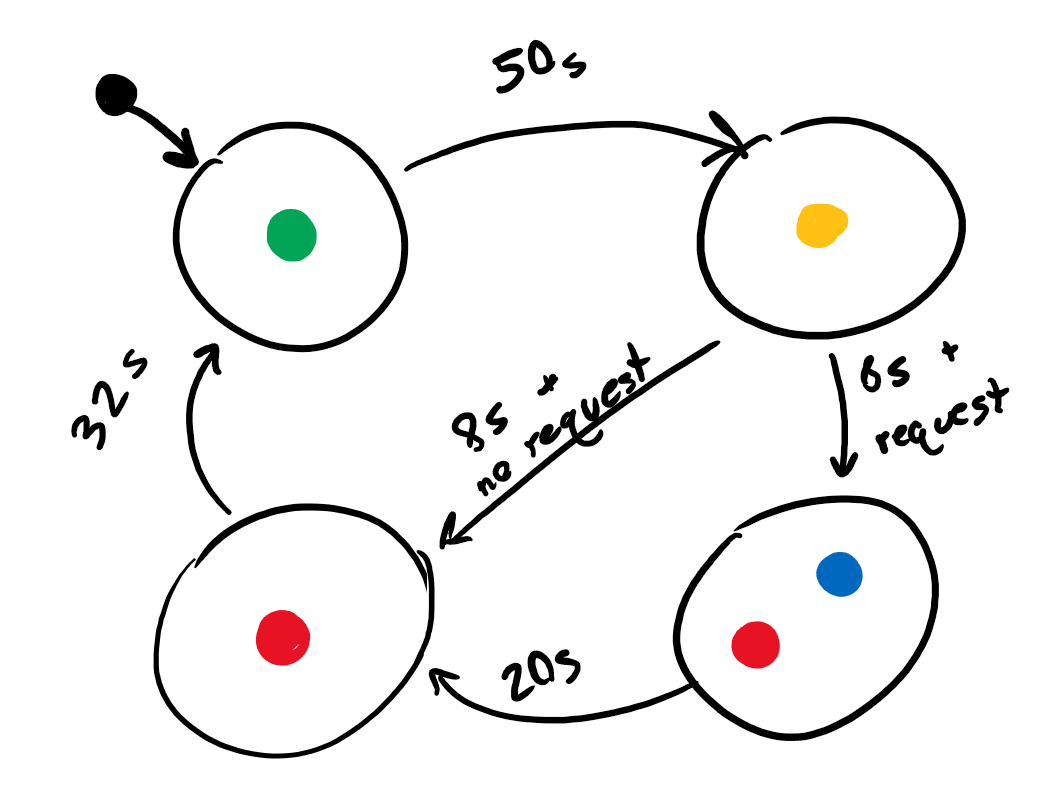 50s
32s
8s +
no request
6s +
request
20s